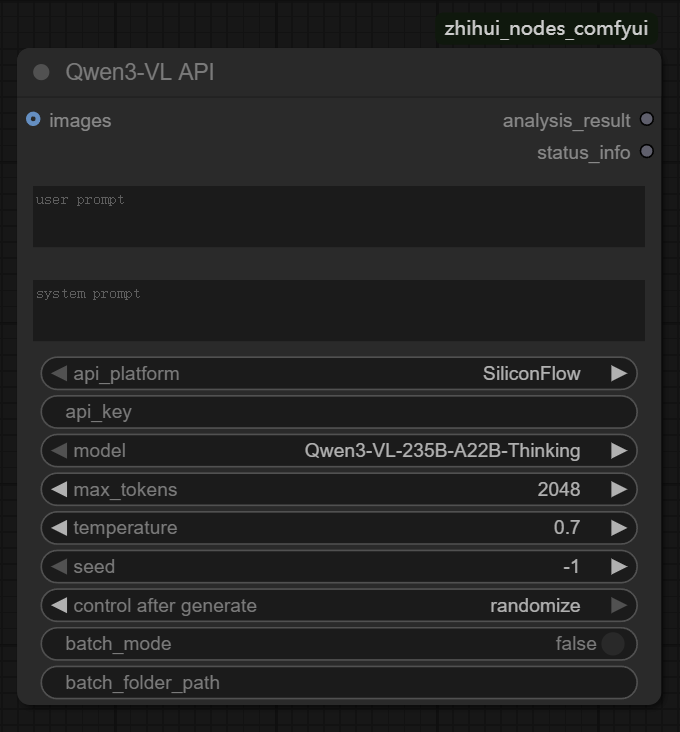 zhihui_nodes_comfyui
Qwen3-VL API
images
analysis_result
status_info
user prompt
system prompt
api_platform SiliconFlow
api_key
model Qwen3-VL-235B-A22B-Thinking
max_tokens 2048
temperature 0.7
seed -1
control after generate randomize
batch_mode false
batch_folder_path